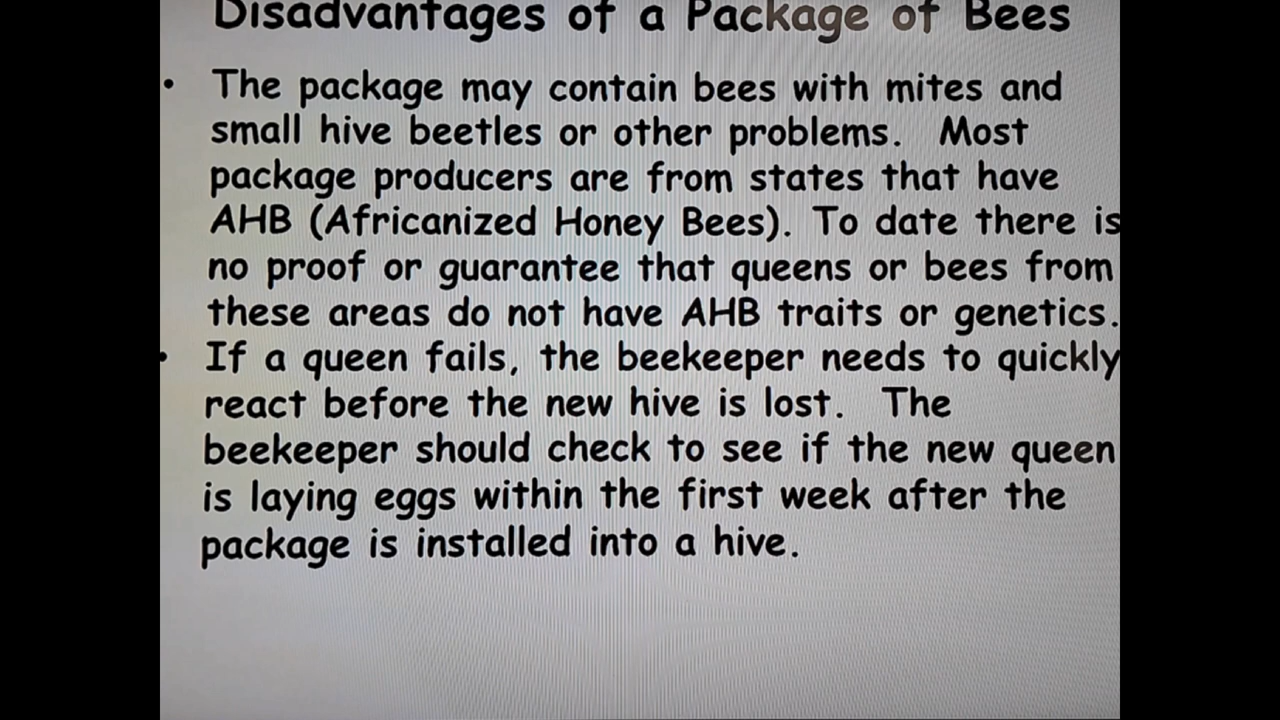 Disadvantages of a Package of Bees
• The package may contain bees with mites and
small hive beetles or other problems. Most
package producers are from states that have
AHB (Africanized Honey Bees). To date there is
no proof or guarantee that queens or bees from
these areas do not have AHB traits or genetics.
• If a queen fails, the beekeeper needs to quickly
react before the new hive is lost. The
beekeeper should check to see if the new queen
is laying eggs within the first week after the
package is installed into a hive.